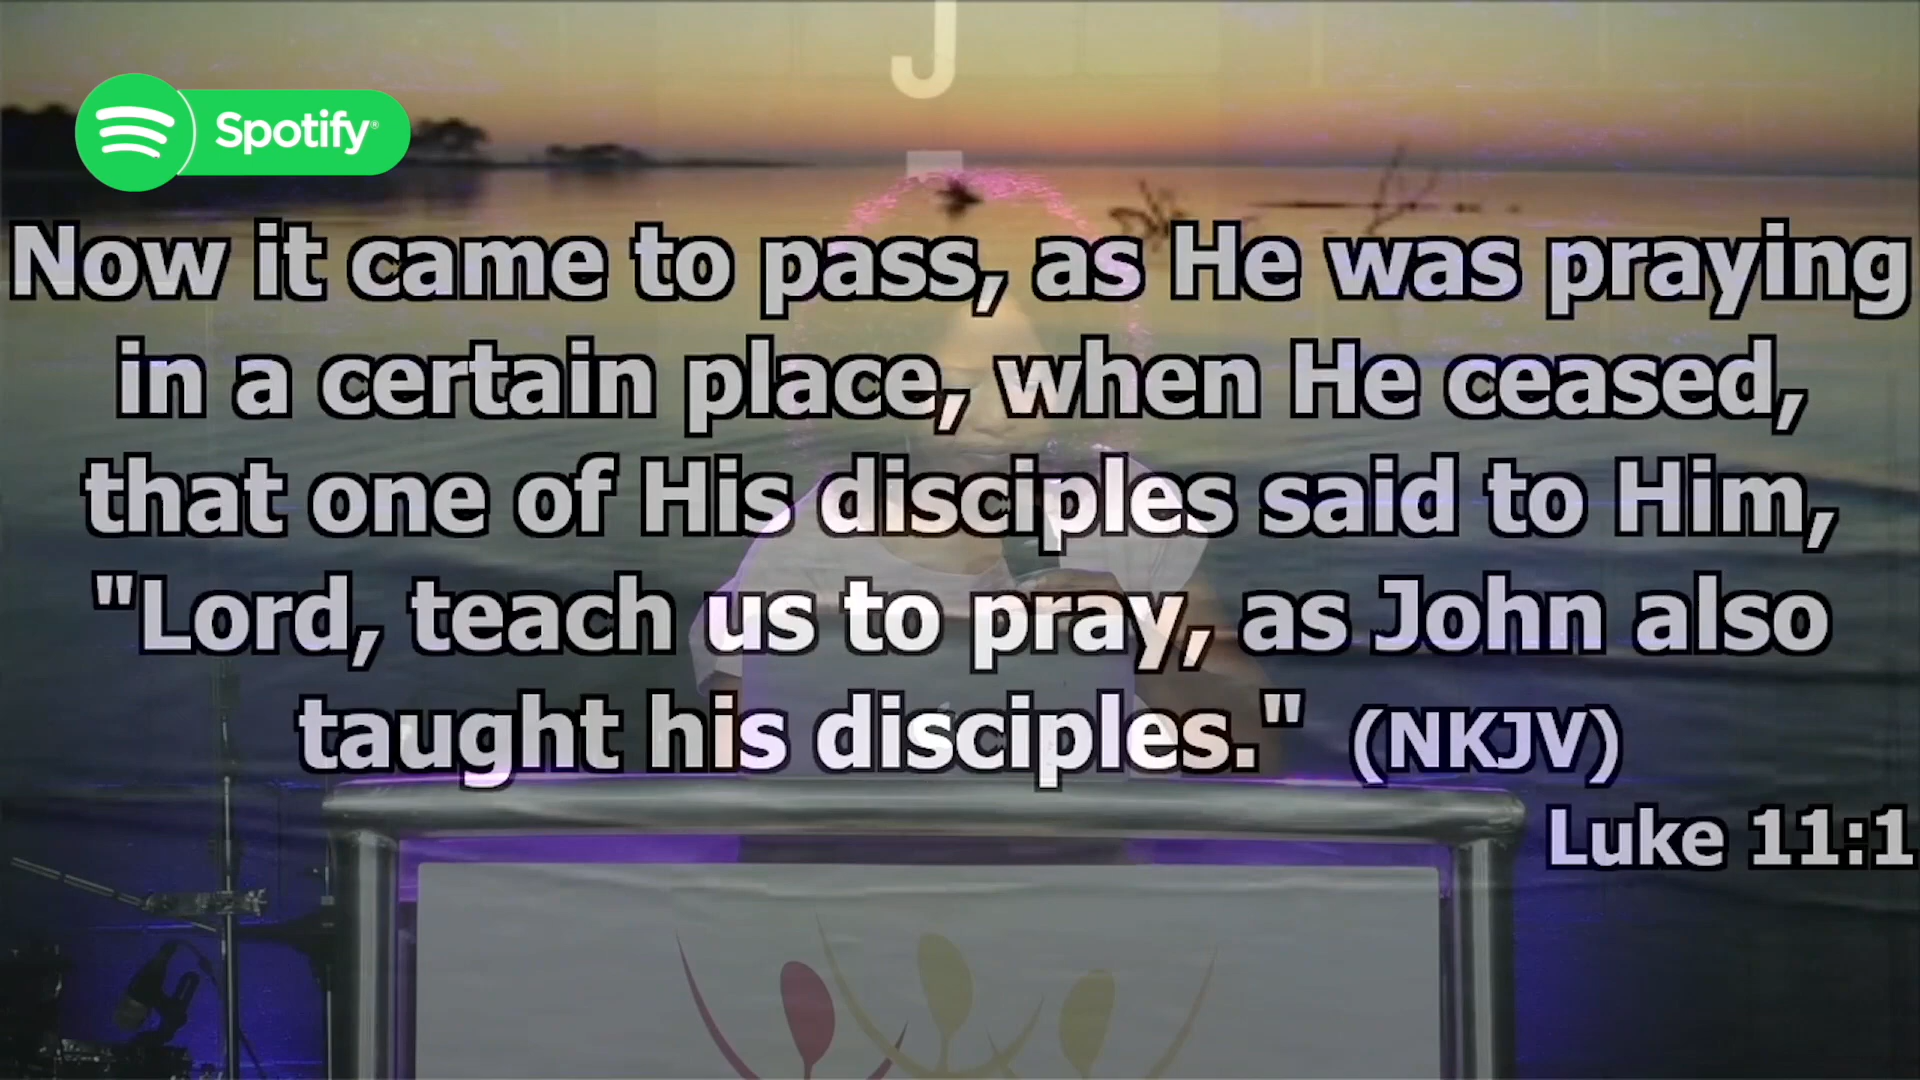 J
Spotify®
Now it came to pass, as He was praying
in a certain place, when He ceased,
that one of His disciples said to Him,
"Lord, teach us to pray, as John also
taught his disciples." (NKJV)
Luke 11:1